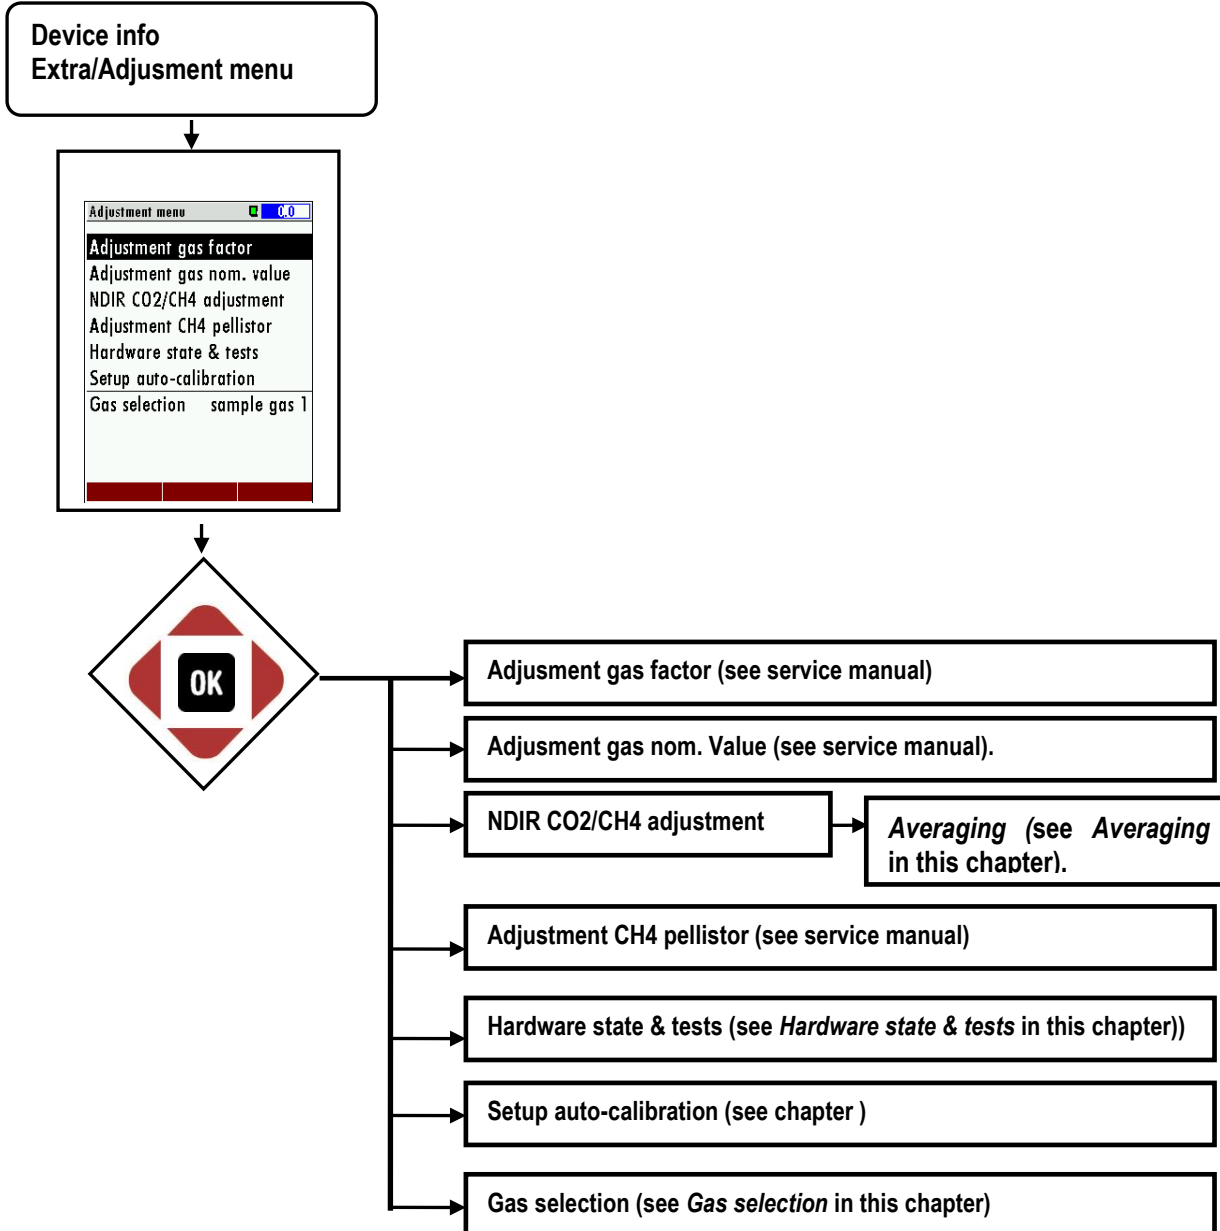 Device info
Extra/Adjusment menu
Adjustment menu 0.0
Adjustment gas factor
Adjustment gas nom. value
NDIR CO2/CH4 adjustment
Adjustment CH4 pellistor
Hardware state & tests
Setup auto-calibration
Gas selection sample gas 1
OK
Adjusment gas factor (see service manual)
Adjusment gas nom. Value (see service manual).
NDIR CO2/CH4 adjustment
Averaging (see Averaging
in this chapter).
Adjustment CH4 pellistor (see service manual)
Hardware state & tests (see Hardware state & tests in this chapter))
Setup auto-calibration (see chapter )
Gas selection (see Gas selection in this chapter)